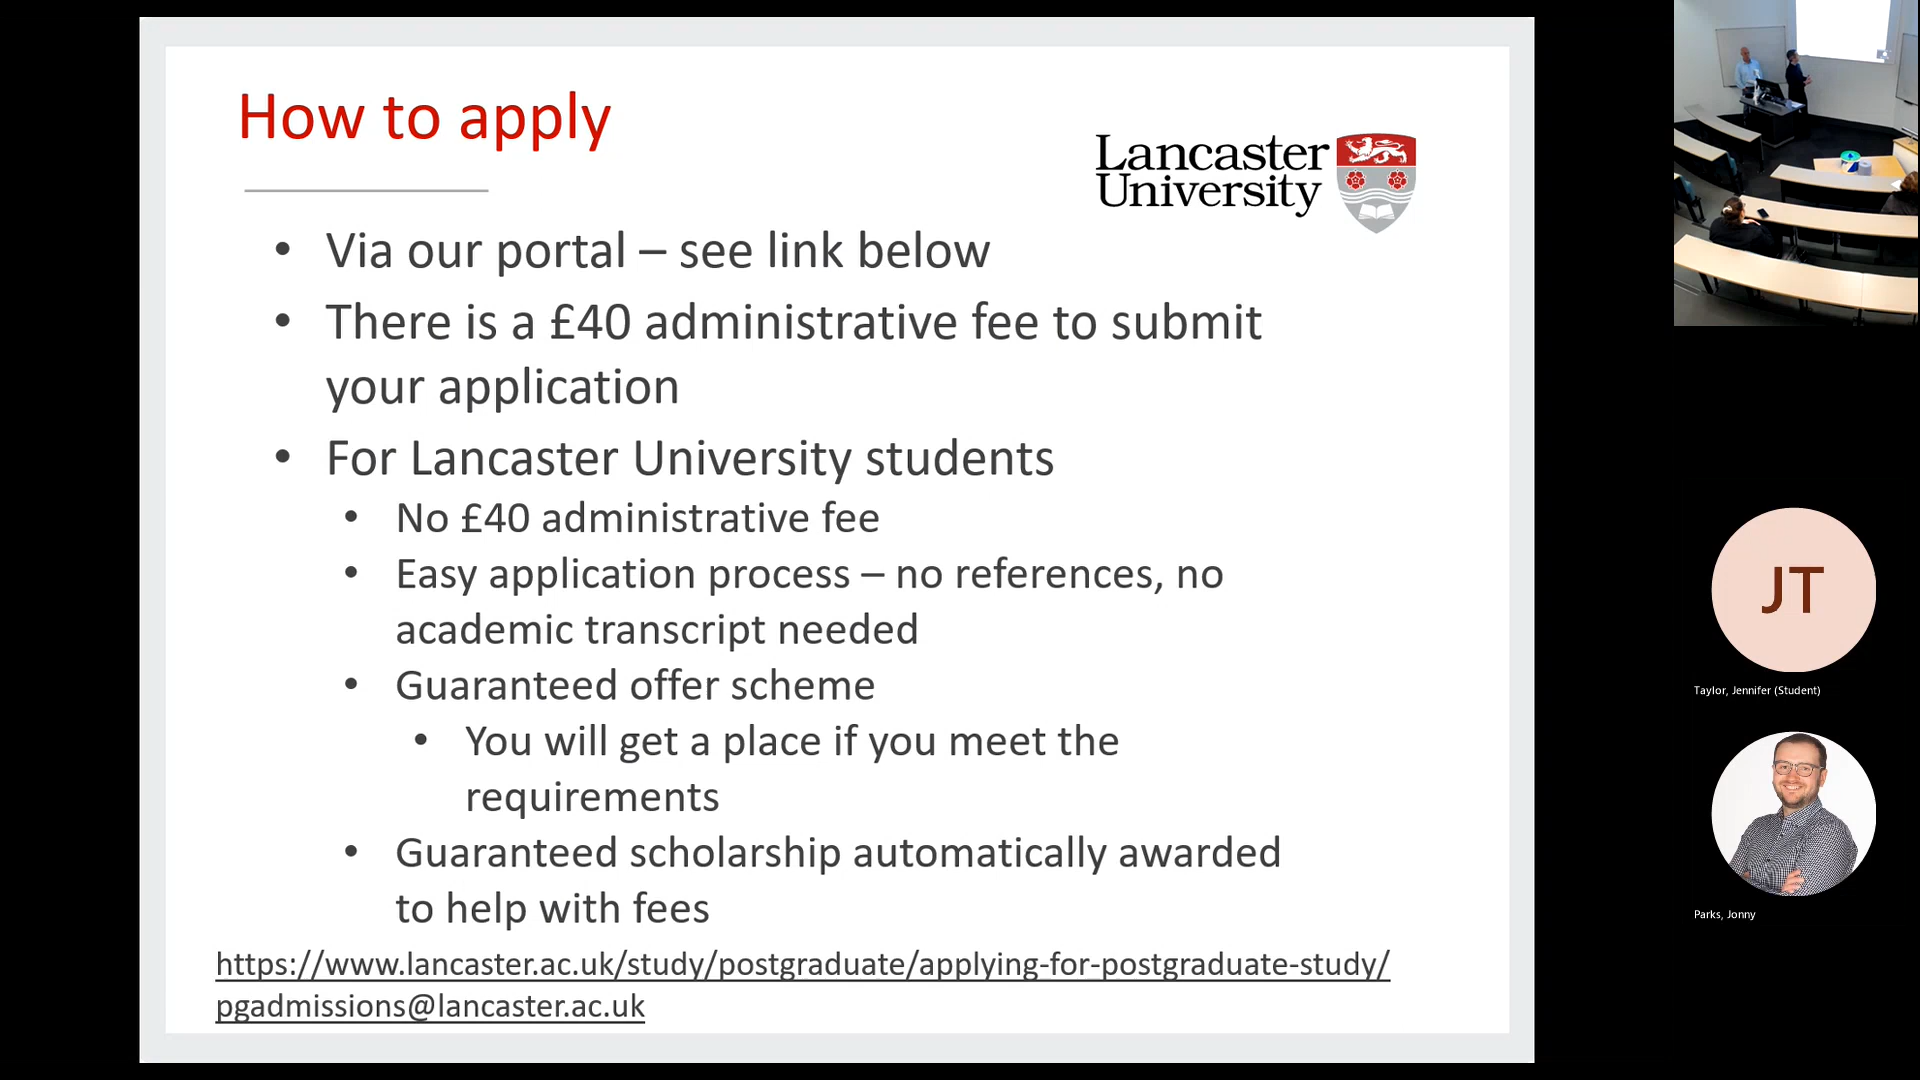 How to apply
Lancaster
University
• Via our portal – see link below
• There is a £40 administrative fee to submit
your application
• For Lancaster University students
• No £40 administrative fee
• Easy application process – no references, no
academic transcript needed
• Guaranteed offer scheme
• You will get a place if you meet the
requirements
• Guaranteed scholarship automatically awarded
to help with fees
https://www.lancaster.ac.uk/study/postgraduate/applying-for-postgraduate-study/
pgadmissions@lancaster.ac.uk
JT
Taylor, Jennifer (Student)
Parks, Jonny